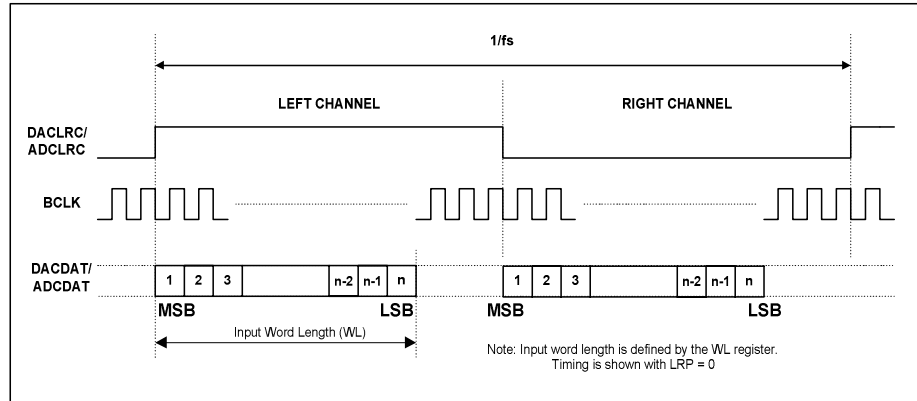 1/fs
LEFT CHANNEL
RIGHT CHANNEL
DACLRC/
ADCLRC
BCLK
DACDAT/
ADCDAT
1 2 3 n-2 n-1 n
1 2 3 n-2 n-1 n
MSB LSB MSB LSB
Input Word Length (WL)
Note: Input word length is defined by the WL register.
Timing is shown with LRP = 0